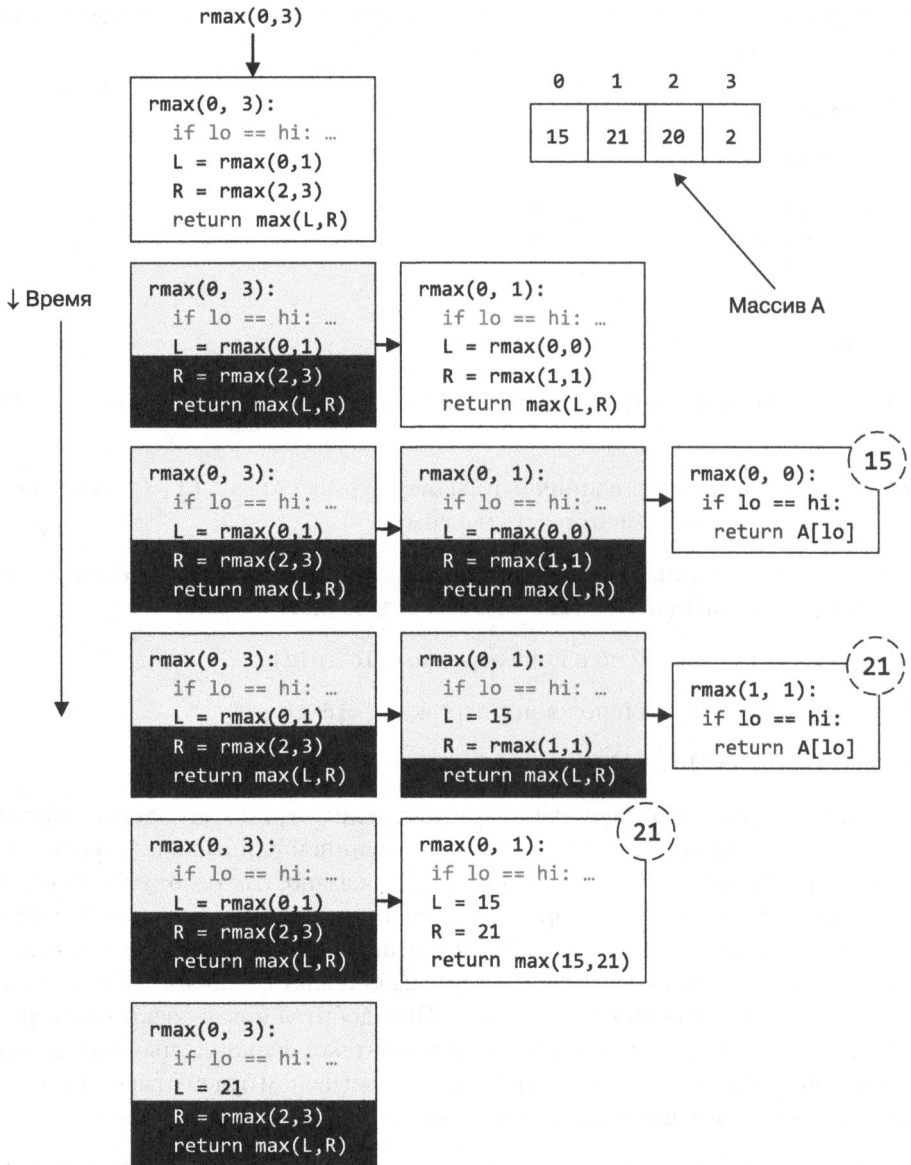 rmax(0,3)
rmax(0, 3):
if lo == hi: …
L = rmax(0,1)
R = rmax(2,3)
return max(L,R)
0 1 2 3
15 21 20 2
Массив A
↓ Время
rmax(0, 3):
if lo == hi: …
L = rmax(0,1)
R = rmax(2,3)
return max(L,R)
rmax(0, 1):
if lo == hi: …
L = rmax(0,0)
R = rmax(1,1)
return max(L,R)
rmax(0, 3):
if lo == hi: …
L = rmax(0,1)
R = rmax(2,3)
return max(L,R)
rmax(0, 1):
if lo == hi: …
L = rmax(0,0)
R = rmax(1,1)
return max(L,R)
15
rmax(0, 0):
if lo == hi:
return A[lo]
rmax(0, 3):
if lo == hi: …
L = rmax(0,1)
R = rmax(2,3)
return max(L,R)
rmax(0, 1):
if lo == hi: …
L = 15
R = rmax(1,1)
return max(L,R)
21
rmax(1, 1):
if lo == hi:
return A[lo]
rmax(0, 3):
if lo == hi: …
L = rmax(0,1)
R = rmax(2,3)
return max(L,R)
21
rmax(0, 1):
if lo == hi: …
L = 15
R = 21
return max(15,21)
rmax(0, 3):
if lo == hi: …
L = 21
R = rmax(2,3)
return max(L,R)